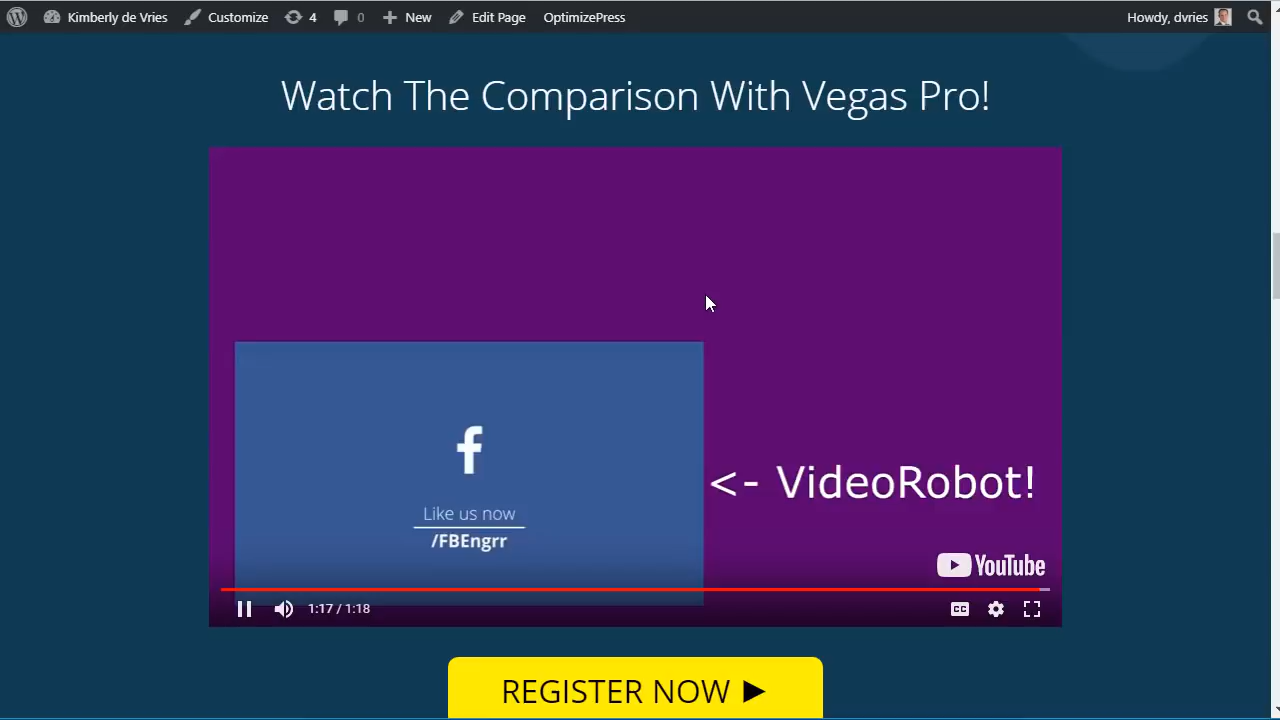 Kimberly de Vries Customize 4 0 New Edit Page OptimizePress Howdy, dvries
Watch The Comparison With Vegas Pro!
f
Like us now
/FBEngrr
<- VideoRobot!
YouTube
1:17 / 1:18 CC
REGISTER NOW ►